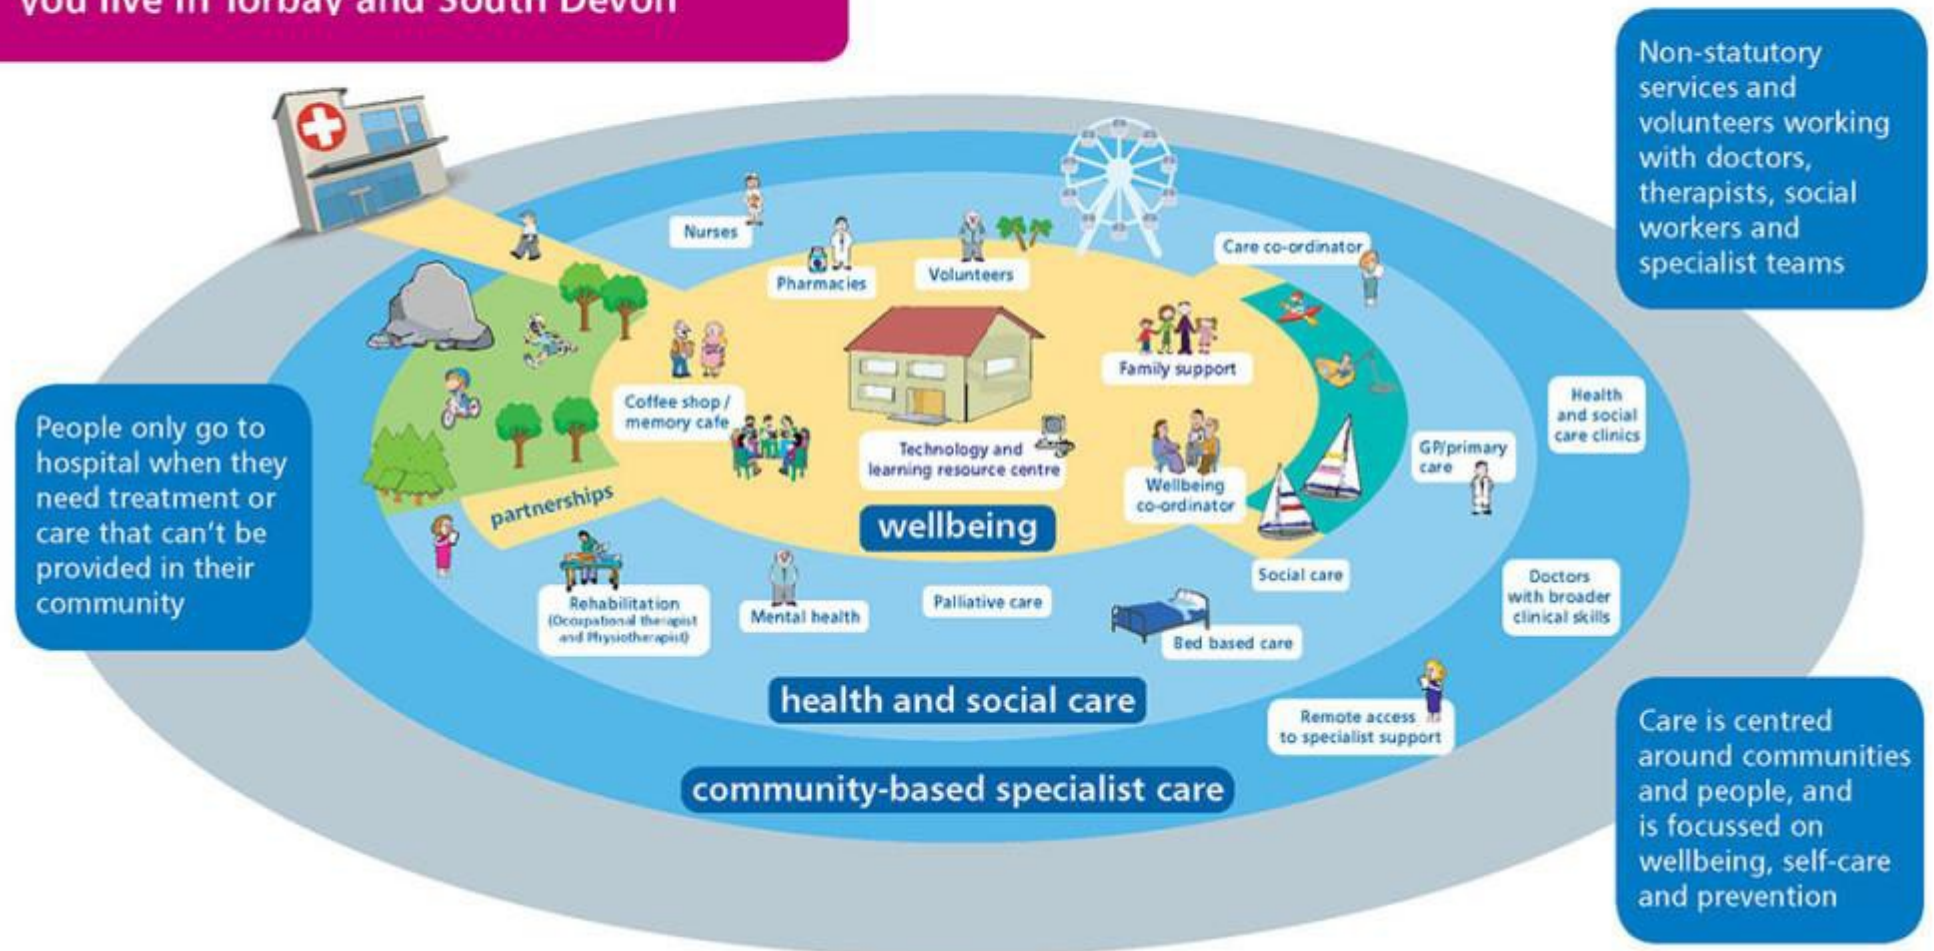 you live in Torbay and South Devon
Non-statutory
services and
volunteers working
with doctors,
therapists, social
workers and
specialist teams
Nurses
Pharmacies
Volunteers
Care co-ordinator
People only go to
hospital when they
need treatment or
care that can't be
provided in their
community
Coffee shop /
memory cafe
Family support
Technology and
learning resource centre
Wellbeing
co-ordinator
GP/primary
care
Health
and social
care clinics
partnerships
wellbeing
Rehabilitation
(Occupational therapist
and Physiotherapist)
Mental health
Palliative care
Social care
Bed based care
Doctors
with broader
clinical skills
health and social care
Remote access
to specialist support
community-based specialist care
Care is centred
around communities
and people, and
is focussed on
wellbeing, self-care
and prevention